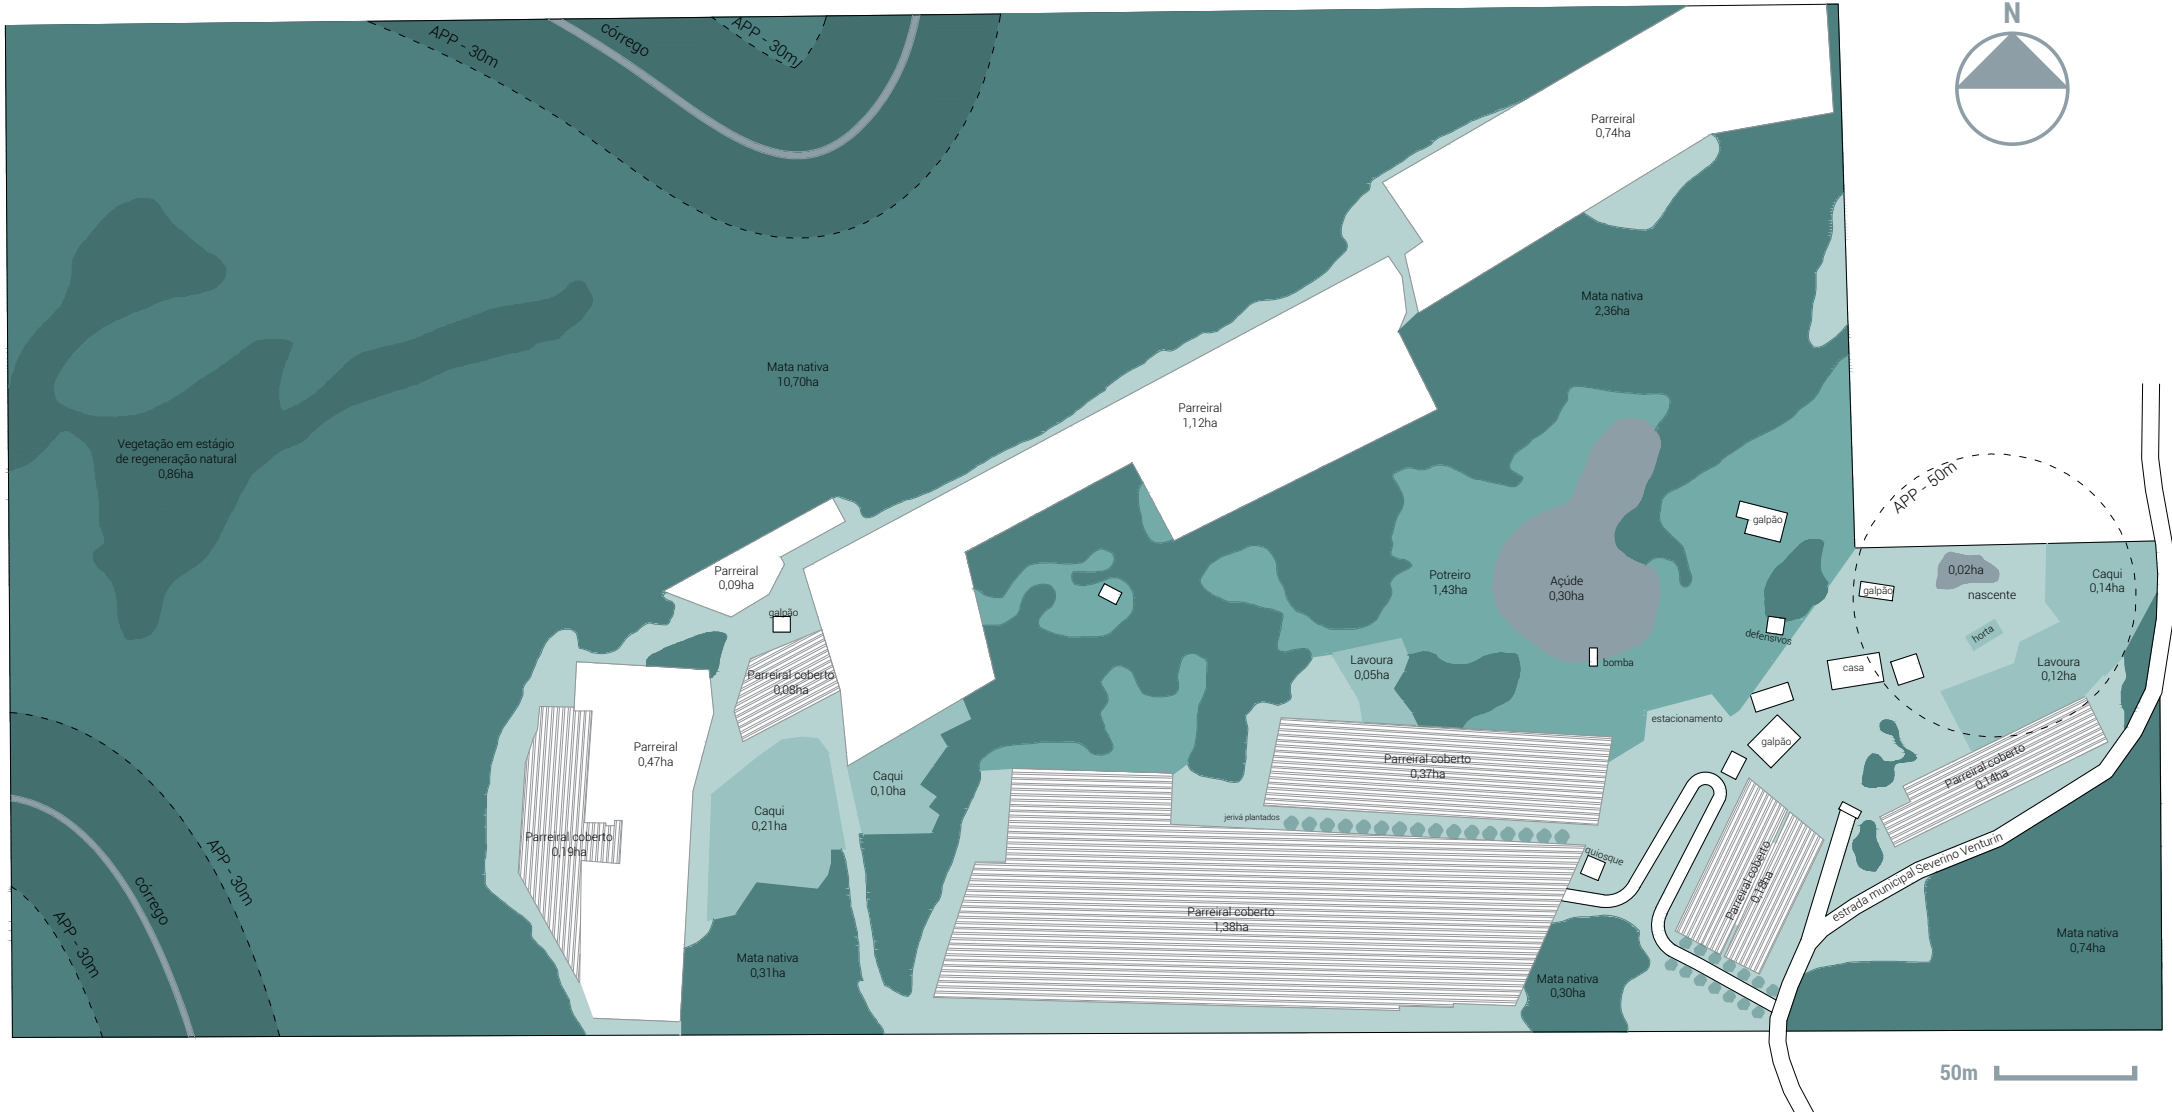 N
APP - 30m
córrego
APP - 30m
Parreiral
0,74ha
Mata nativa
2,36ha
Mata nativa
10,70ha
Parreiral
1,12ha
Vegetação em estágio
de regeneração natural
0,86ha
APP - 50m
galpão
Parreiral
0,09ha
galpão
Potreiro
1,43ha
Açúde
0,30ha
0,02ha
nascente
galpão
Caqui
0,14ha
horta
defensivos
bomba
casa
Lavoura
0,12ha
Lavoura
0,05ha
Parreiral coberto
0,08ha
estacionamento
galpão
Parreiral
0,47ha
Parreiral coberto
0,37ha
Parreiral coberto
0,14ha
Caqui
0,10ha
Caqui
0,21ha
jerivá plantados
Parreiral coberto
0,19ha
quiosque
Parreiral coberto
0,18ha
estrada municipal Severino Venturin
APP - 30m
córrego
APP - 30m
Parreiral coberto
1,38ha
Mata nativa
0,31ha
Mata nativa
0,30ha
Mata nativa
0,74ha
50m